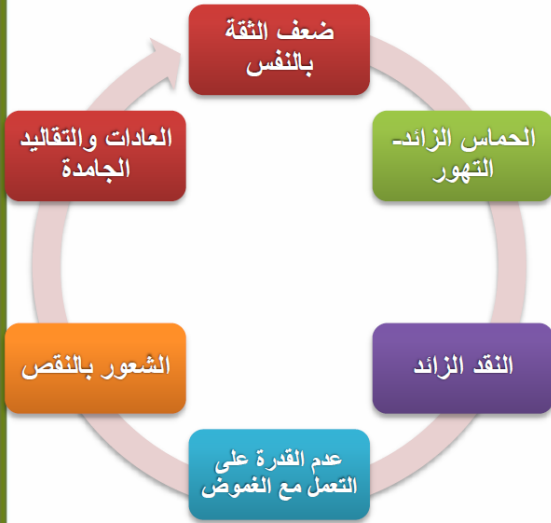 ضعف الثقة
بالنفس
الحماس الزائد-
التهور
النقد الزائد
عدم القدرة على
التعمل مع الغموض
الشعور بالنقص
العادات والتقاليد
الجامدة